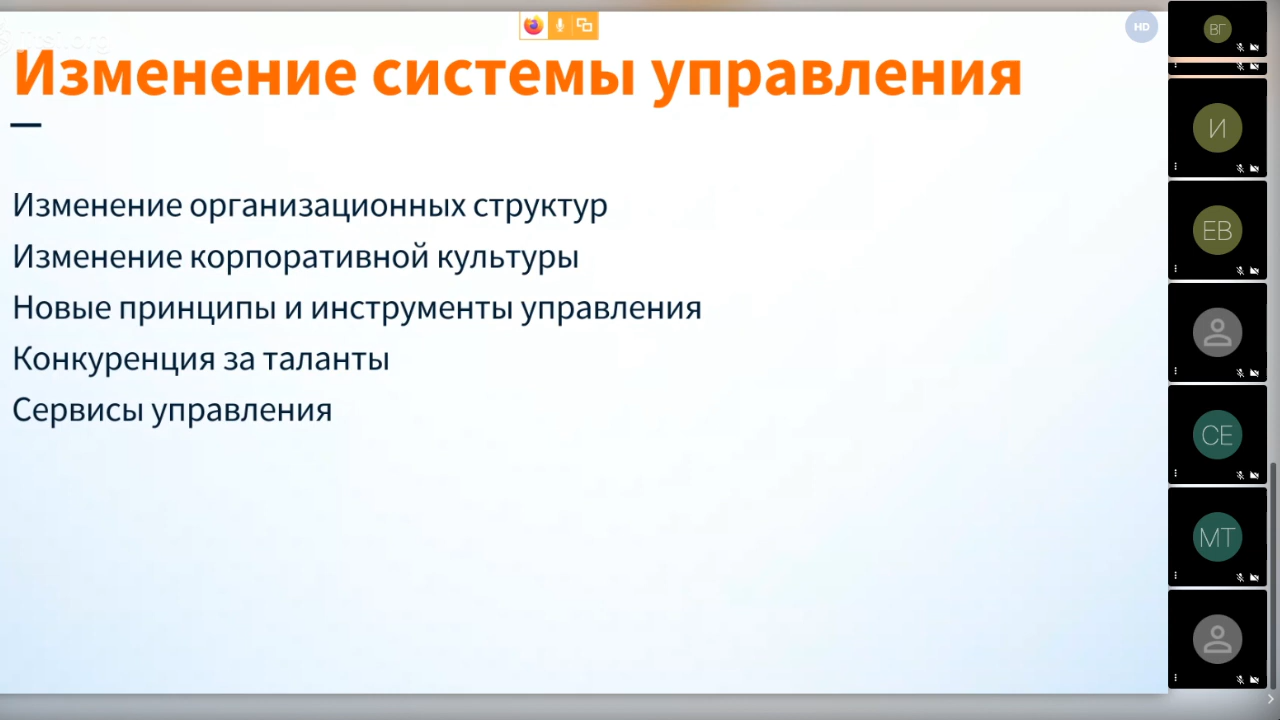 HD
Изменение системы управления
Изменение организационных структур
Изменение корпоративной культуры
Новые принципы и инструменты управления
Конкуренция за таланты
Сервисы управления
ВГ
И
ЕВ
СЕ
МТ